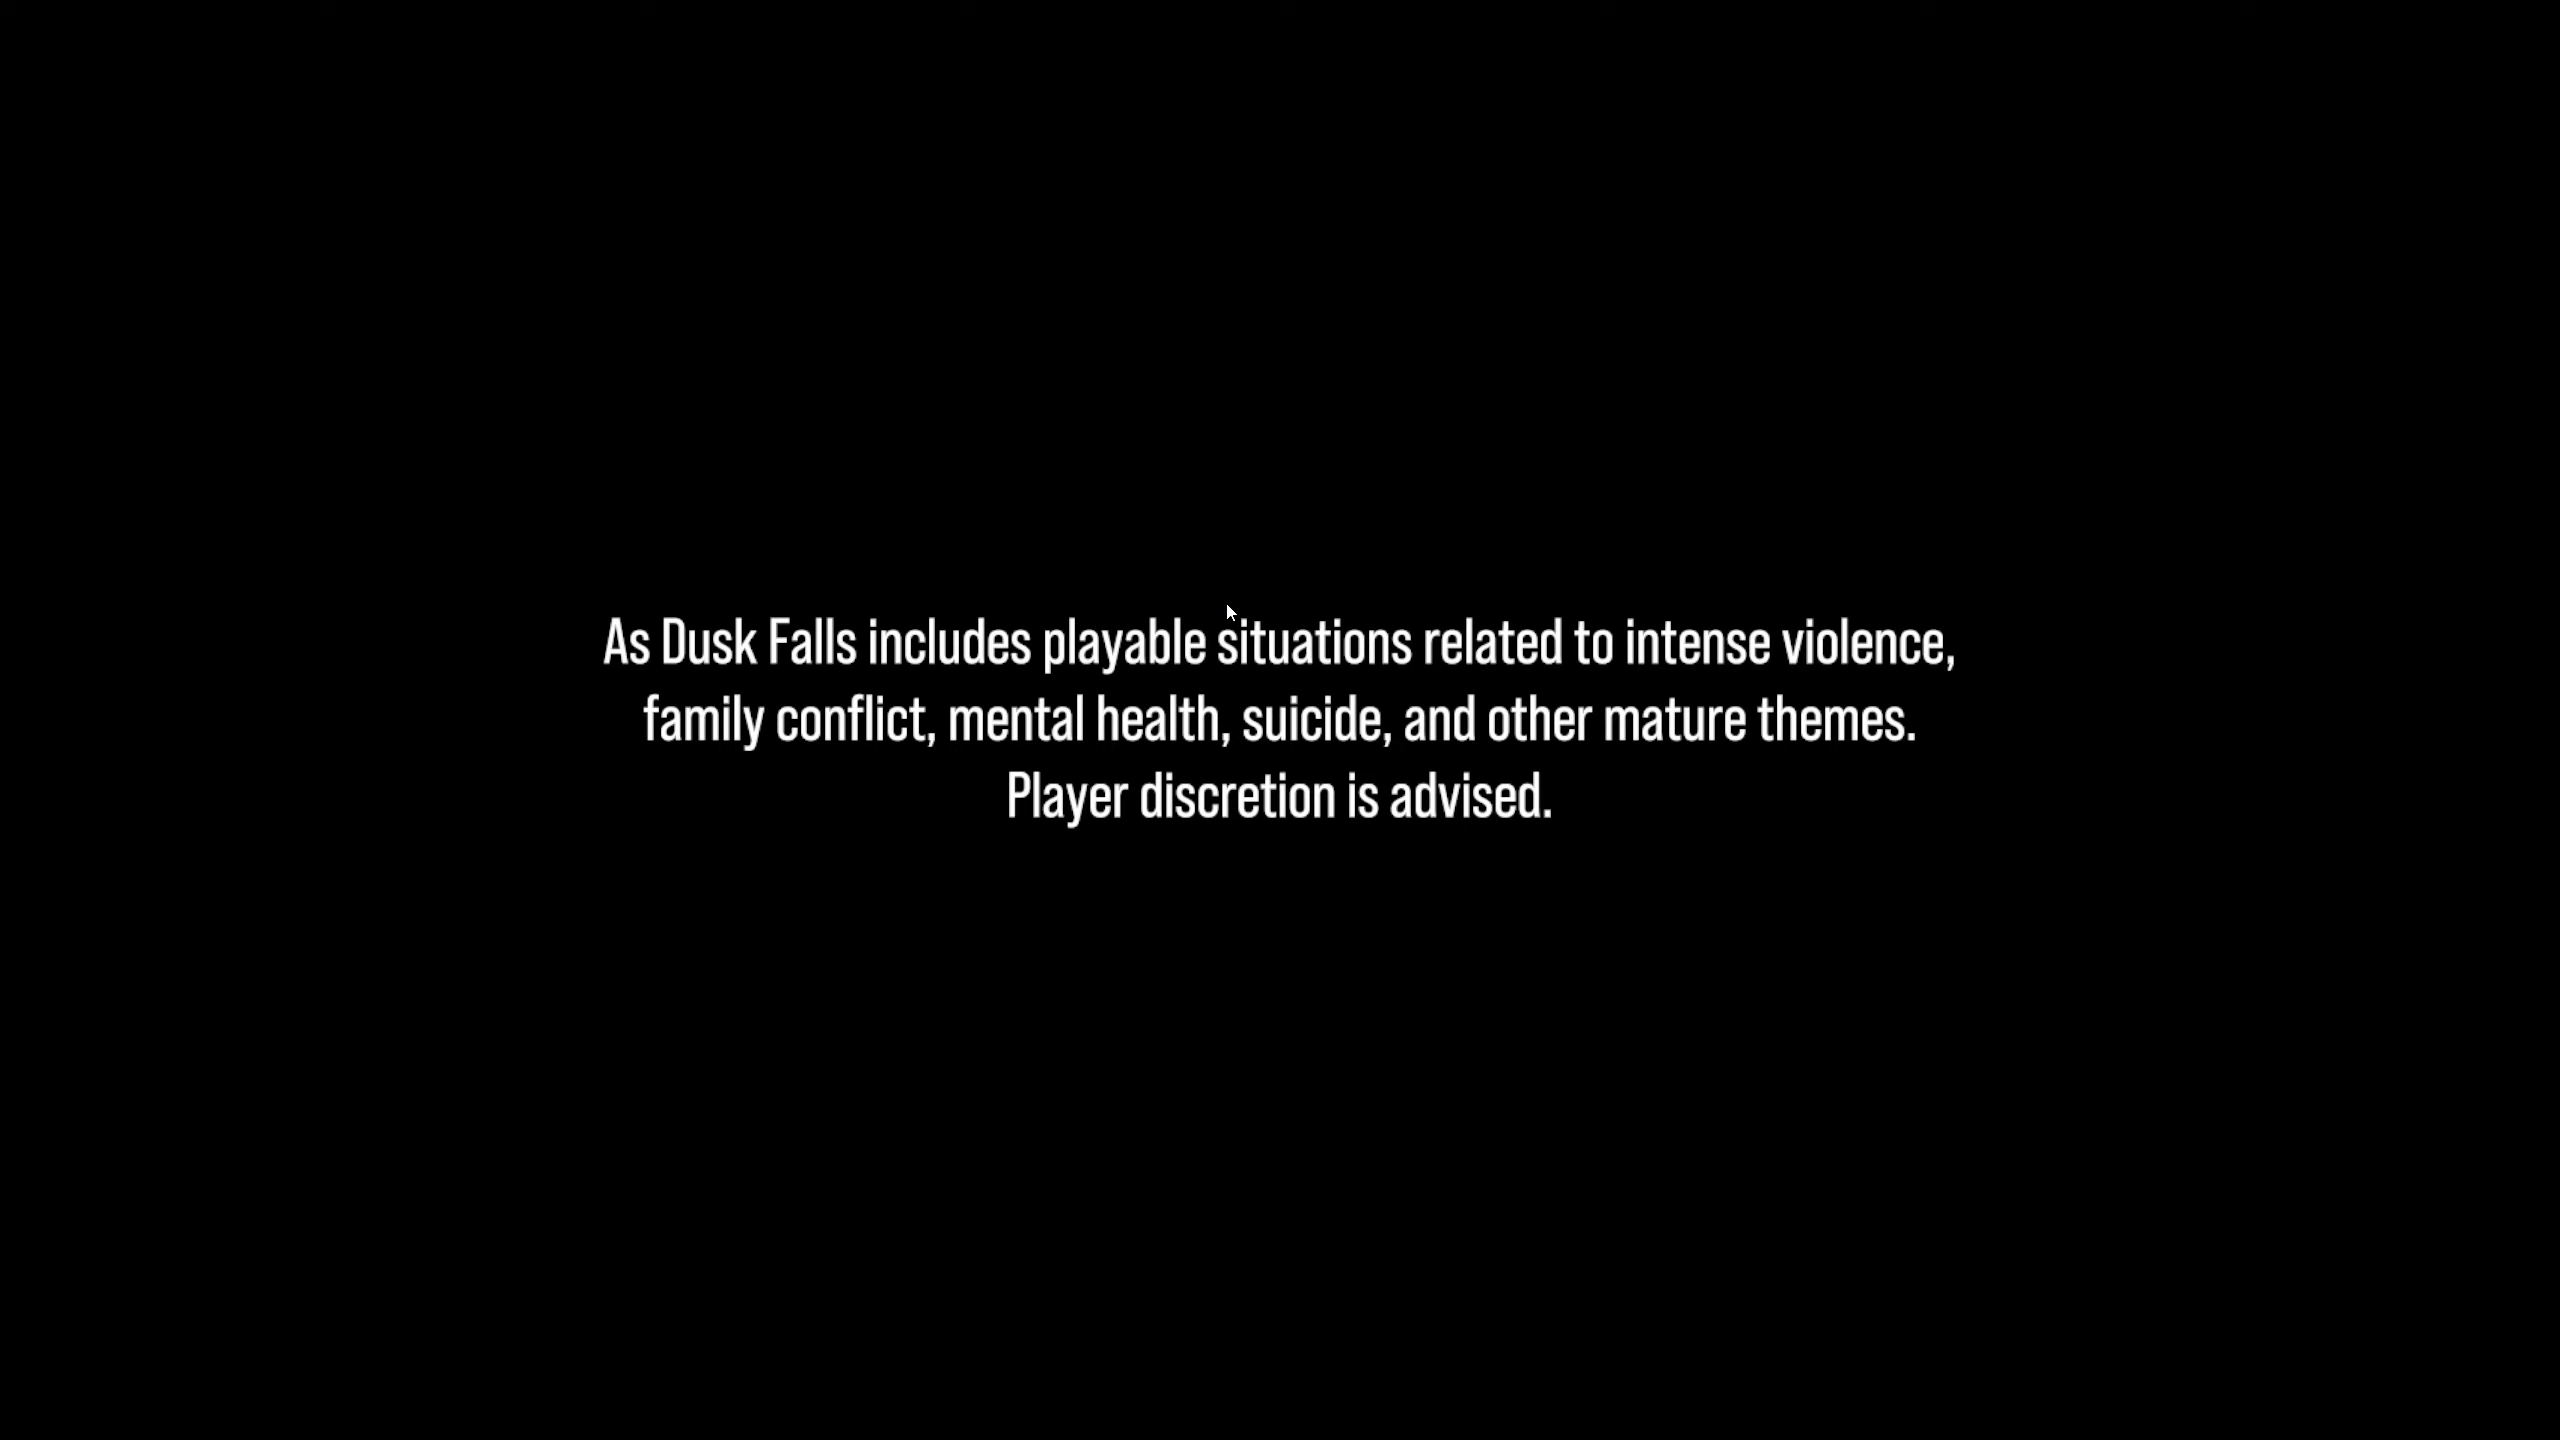 As Dusk Falls includes playable situations related to intense violence,
family conflict, mental health, suicide, and other mature themes.
Player discretion is advised.